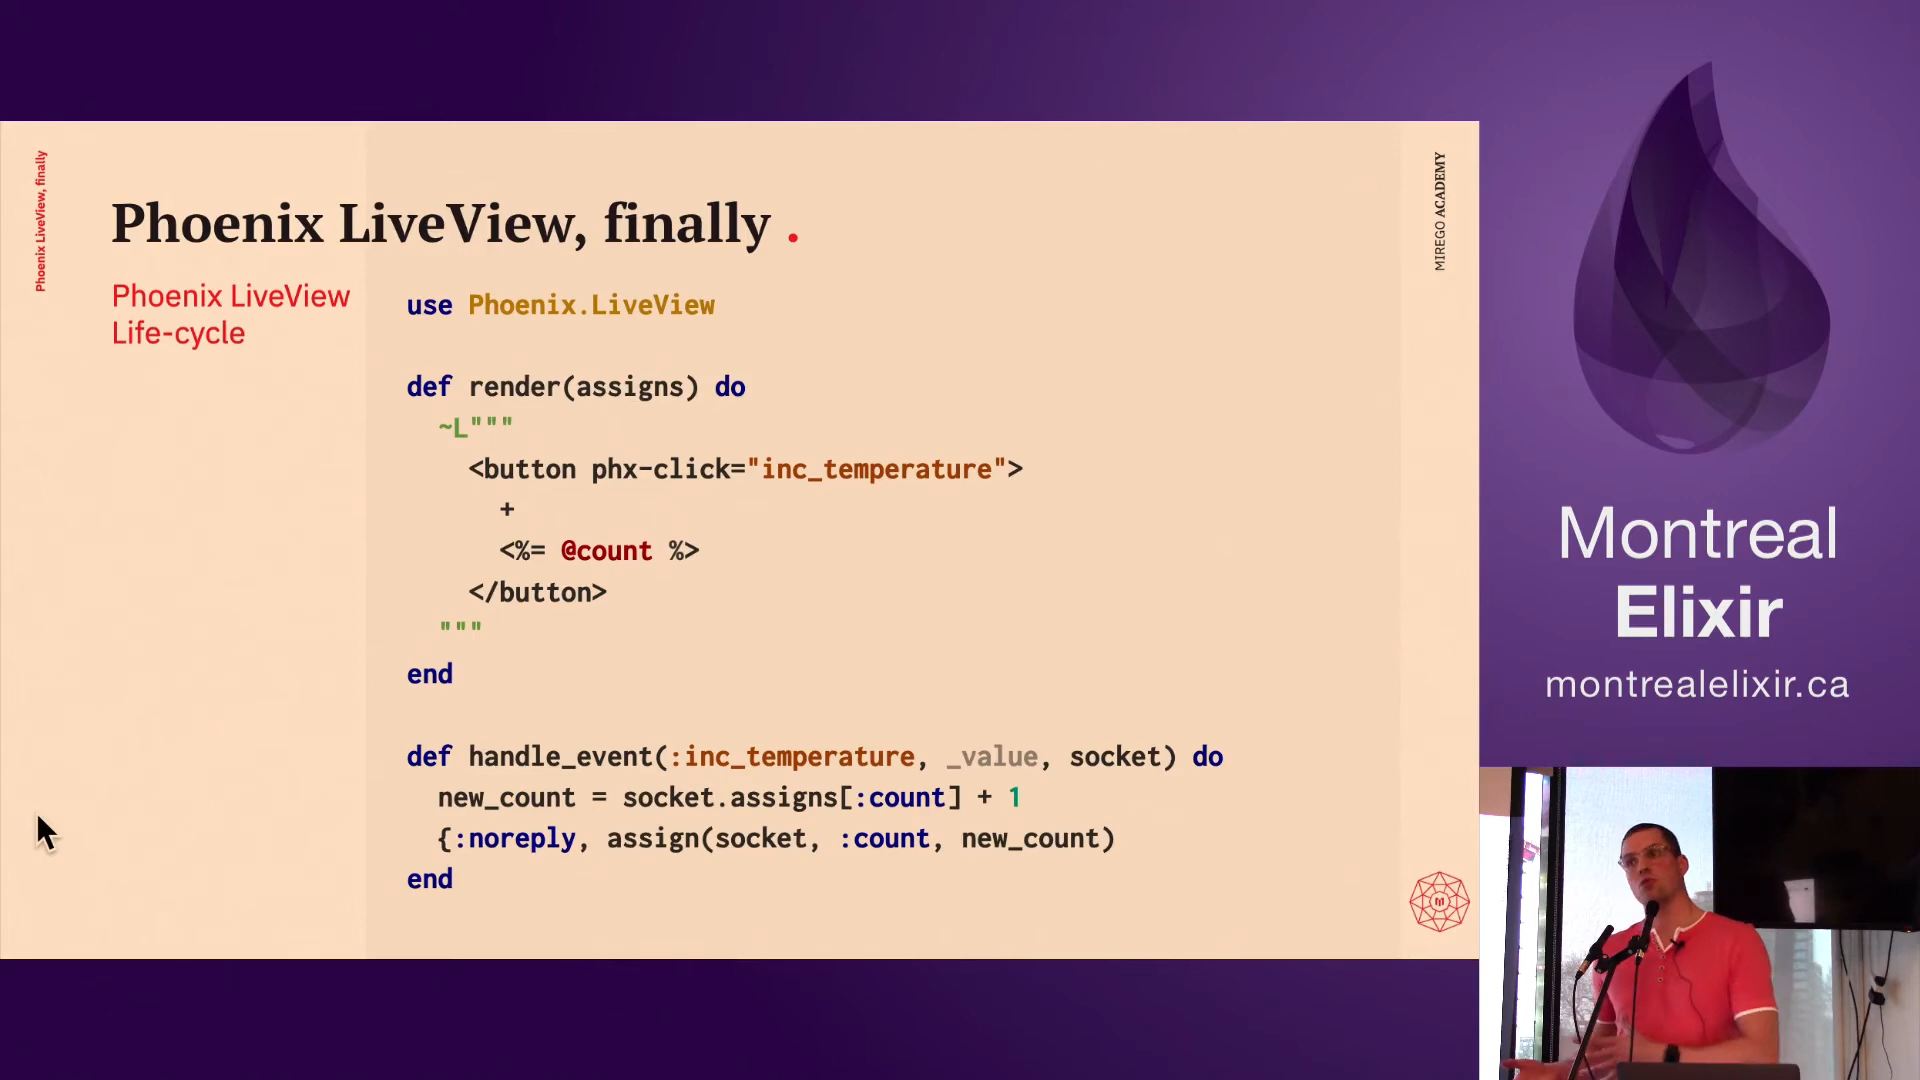 Phoenix LiveView, finally
Phoenix LiveView, finally .
Phoenix LiveView
Life-cycle
use Phoenix.LiveView
def render(assigns) do
~L"""
<button phx-click="inc_temperature">
+
<%= @count %>
</button>
"""
end
def handle_event(:inc_temperature, _value, socket) do
new_count = socket.assigns[:count] + 1
{:noreply, assign(socket, :count, new_count)
end
MIREGO ACADEMY
Montreal
Elixir
montrealelixir.ca